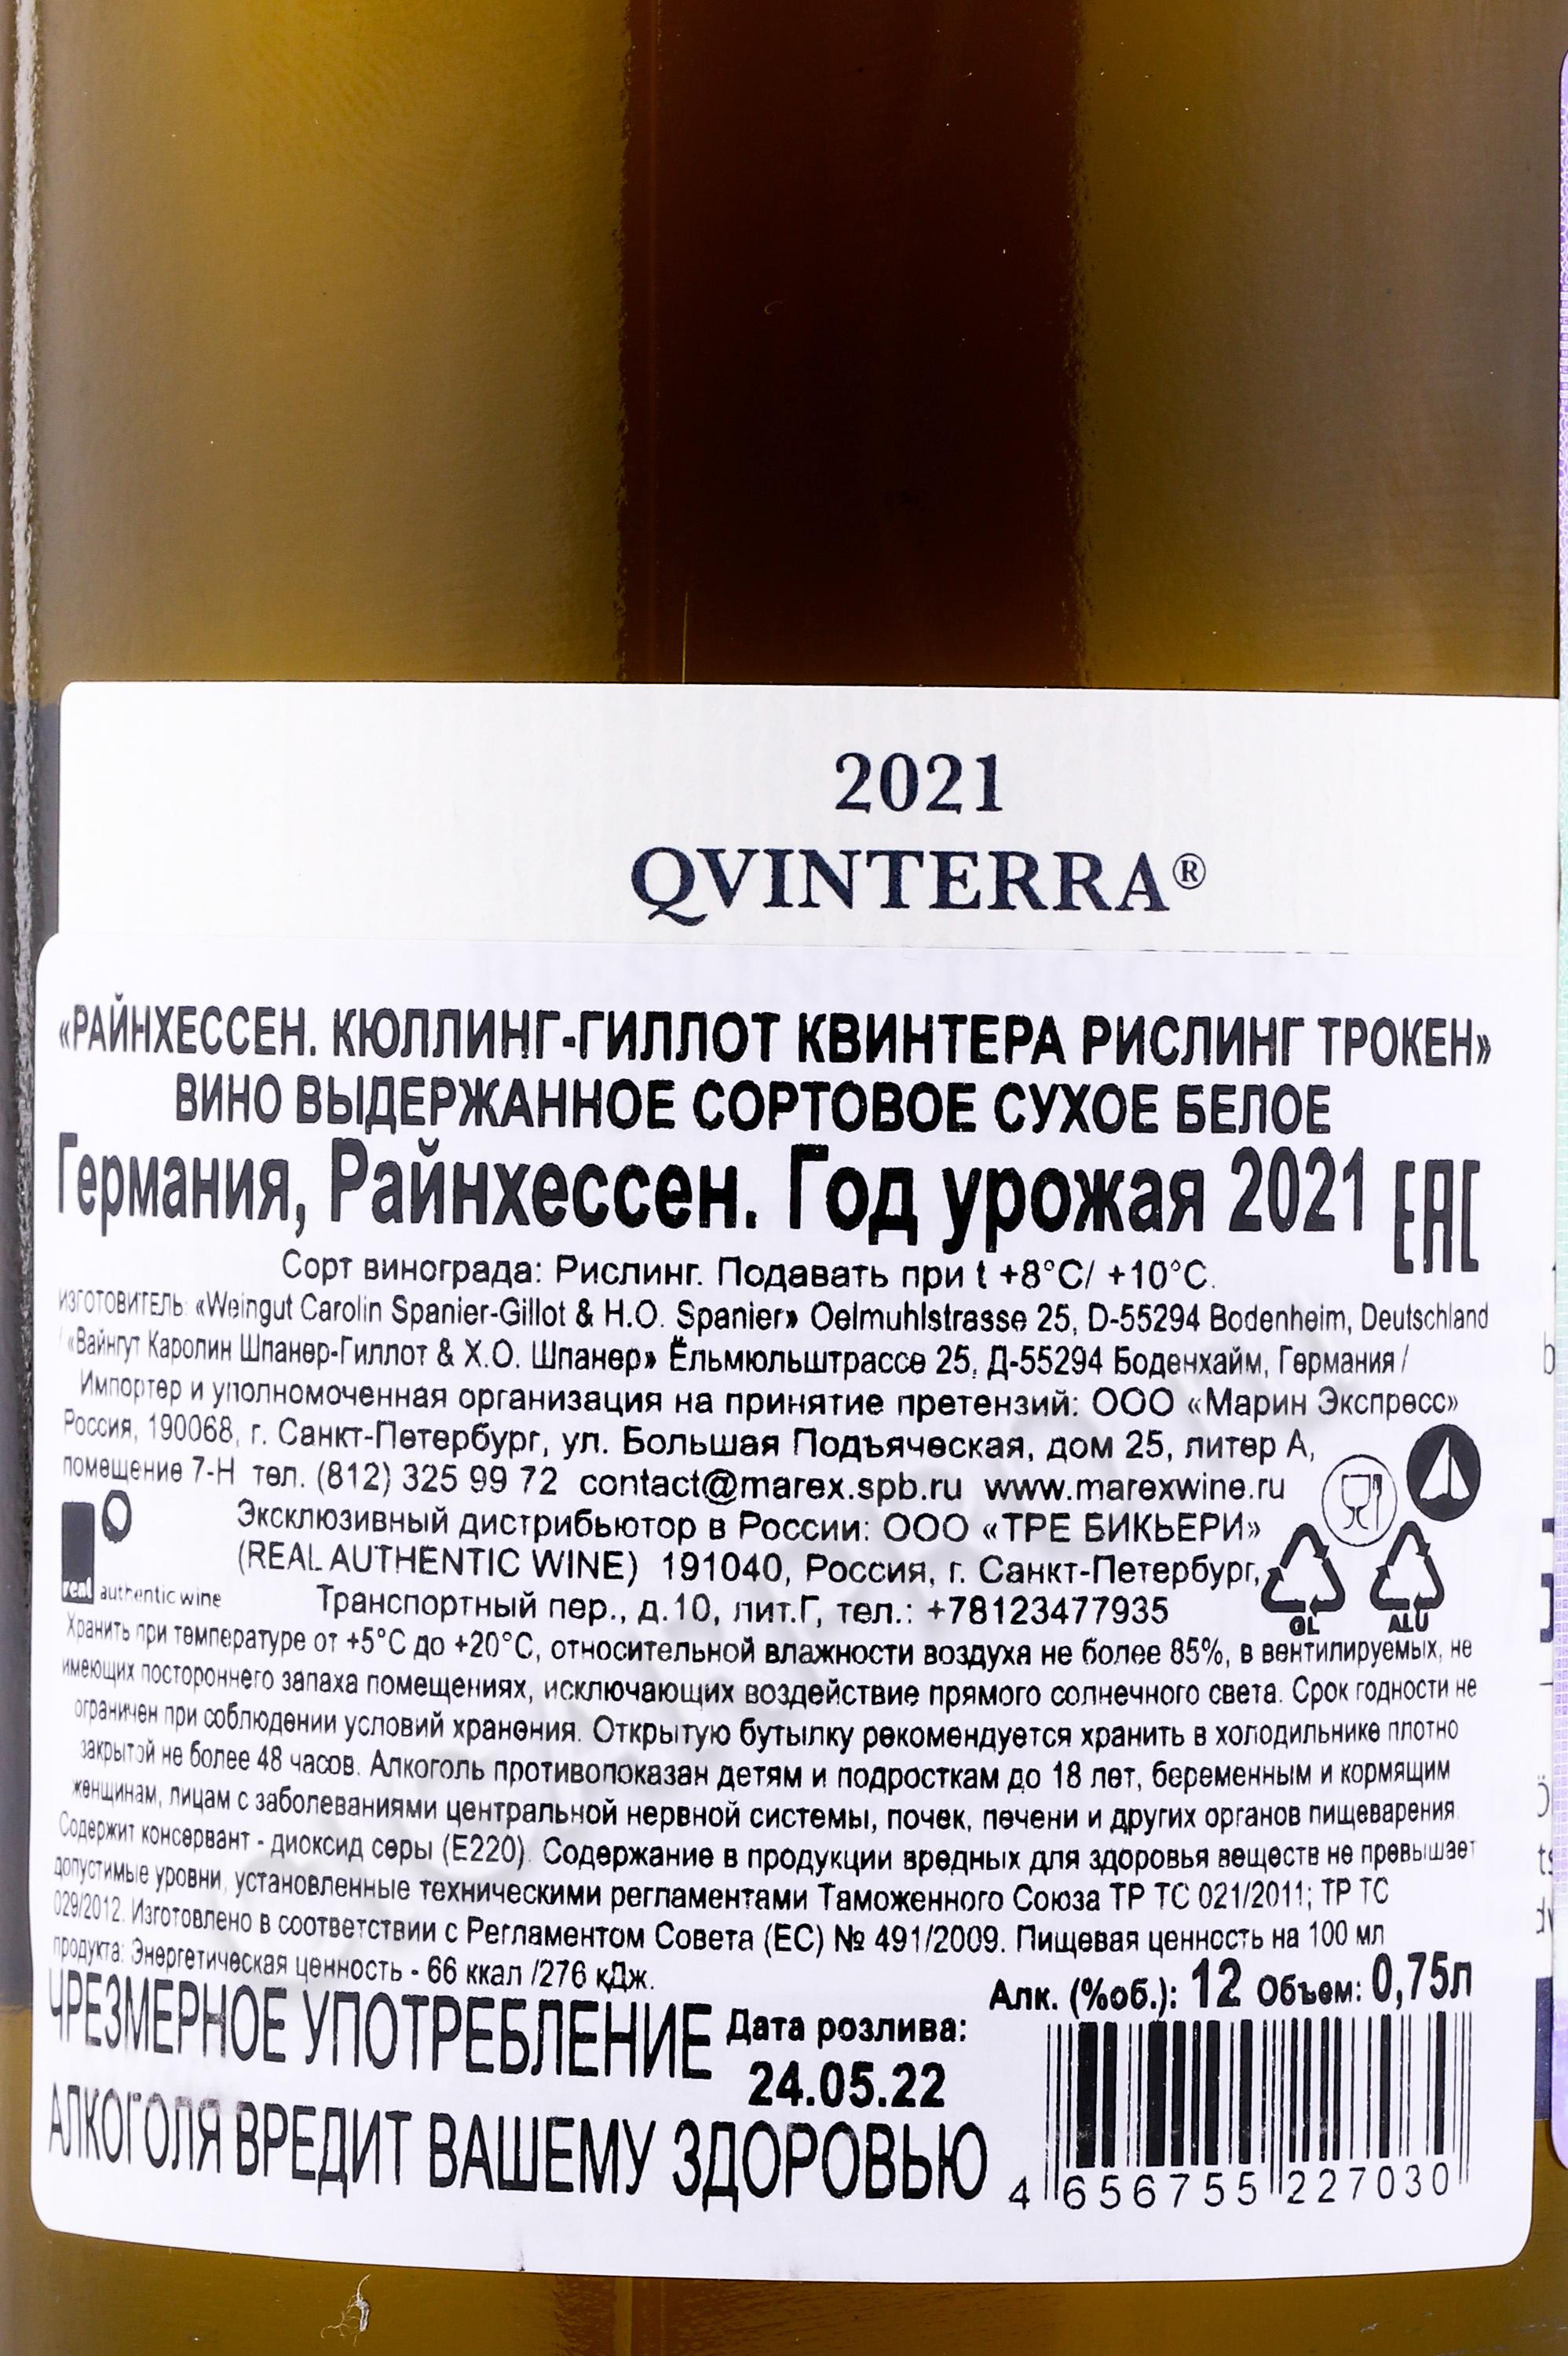 2021
QVINTERRA®
«РАЙНХЕССЕН. КЮЛЛИНГ-ГИЛЛОТ КВИНТЕРА РИСЛИНГ ТРОКЕН»
ВИНО ВЫДЕРЖАННОЕ СОРТОВОЕ СУХОЕ БЕЛОЕ
Германия, Райнхессен. Год урожая 2021 ЕАС
Сорт винограда: Рислинг. Подавать при t +8°C/ +10°C.
ИЗГОТОВИТЕЛЬ: «Weingut Carolin Spanier-Gillot & H.O. Spanier» Oelmuhlstrasse 25, D-55294 Bodenheim, Deutschland
/ «Вайнгут Каролин Шпанер-Гиллот & Х.О. Шпанер» Ёльмюльштрассе 25, Д-55294 Боденхайм, Германия /
Импортер и уполномоченная организация на принятие претензий: ООО «Марин Экспресс»
Россия, 190068, г. Санкт-Петербург, ул. Большая Подъяческая, дом 25, литер А,
помещение 7-Н тел. (812) 325 99 72 contact@marex.spb.ru www.marexwine.ru
Эксклюзивный дистрибьютор в России: ООО «ТРЕ БИКЬЕРИ»
(REAL AUTHENTIC WINE) 191040, Россия, г. Санкт-Петербург,
real authentic wine
Транспортный пер., д.10, лит.Г, тел.: +78123477935
GL ALU
Хранить при температуре от +5°C до +20°C, относительной влажности воздуха не более 85%, в вентилируемых, не
имеющих постороннего запаха помещениях, исключающих воздействие прямого солнечного света. Срок годности не
ограничен при соблюдении условий хранения. Открытую бутылку рекомендуется хранить в холодильнике плотно
закрытой не более 48 часов. Алкоголь противопоказан детям и подросткам до 18 лет, беременным и кормящим
женщинам, лицам с заболеваниями центральной нервной системы, почек, печени и других органов пищеварения.
Содержит консервант - диоксид серы (Е220). Содержание в продукции вредных для здоровья веществ не превышает
допустимые уровни, установленные техническими регламентами Таможенного Союза ТР ТС 021/2011; ТР ТС
029/2012. Изготовлено в соответствии с Регламентом Совета (ЕС) № 491/2009. Пищевая ценность на 100 мл
продукта: Энергетическая ценность - 66 ккал /276 кДж.
Алк. (%об.): 12 Объем: 0,75л
ЧРЕЗМЕРНОЕ УПОТРЕБЛЕНИЕ
АЛКОГОЛЯ ВРЕДИТ ВАШЕМУ ЗДОРОВЬЮ
Дата розлива:
24.05.22
4 656755 227030